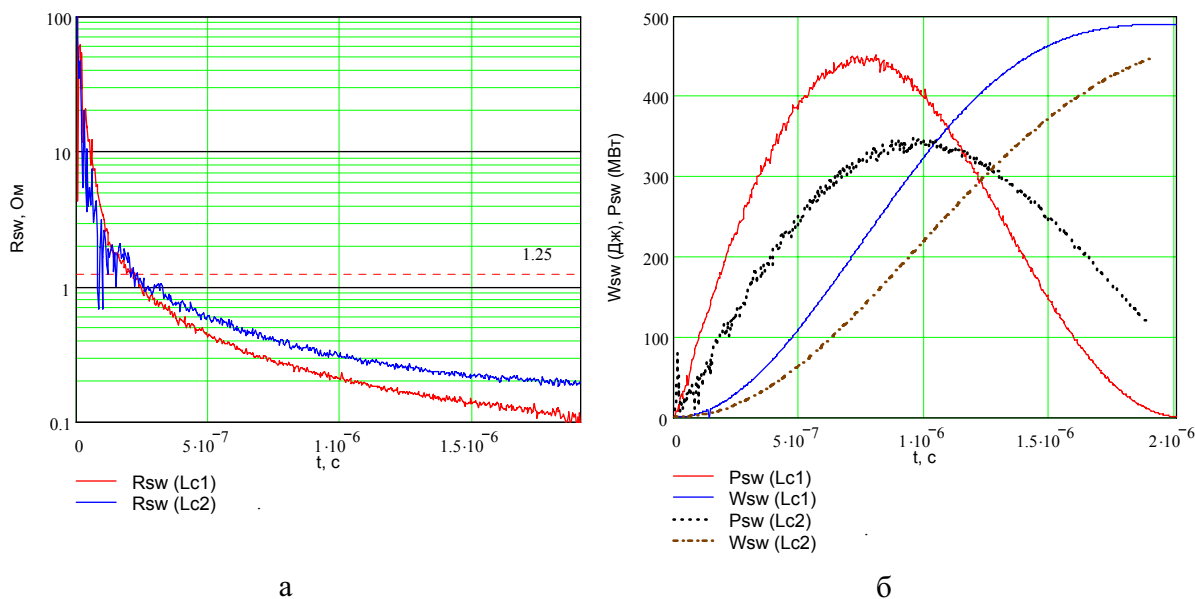 100
10
1
0.1
Rsw, Ом
1.25
0
5·10⁻⁷
1·10⁻⁶
1.5·10⁻⁶
t, с
Rsw (Lc1)
Rsw (Lc2)
а
500
400
300
200
100
0
Wsw (Дж), Psw (МВт)
0
5·10⁻⁷
1·10⁻⁶
1.5·10⁻⁶
2·10⁻⁶
t, с
Psw (Lc1)
Wsw (Lc1)
Psw (Lc2)
Wsw (Lc2)
б